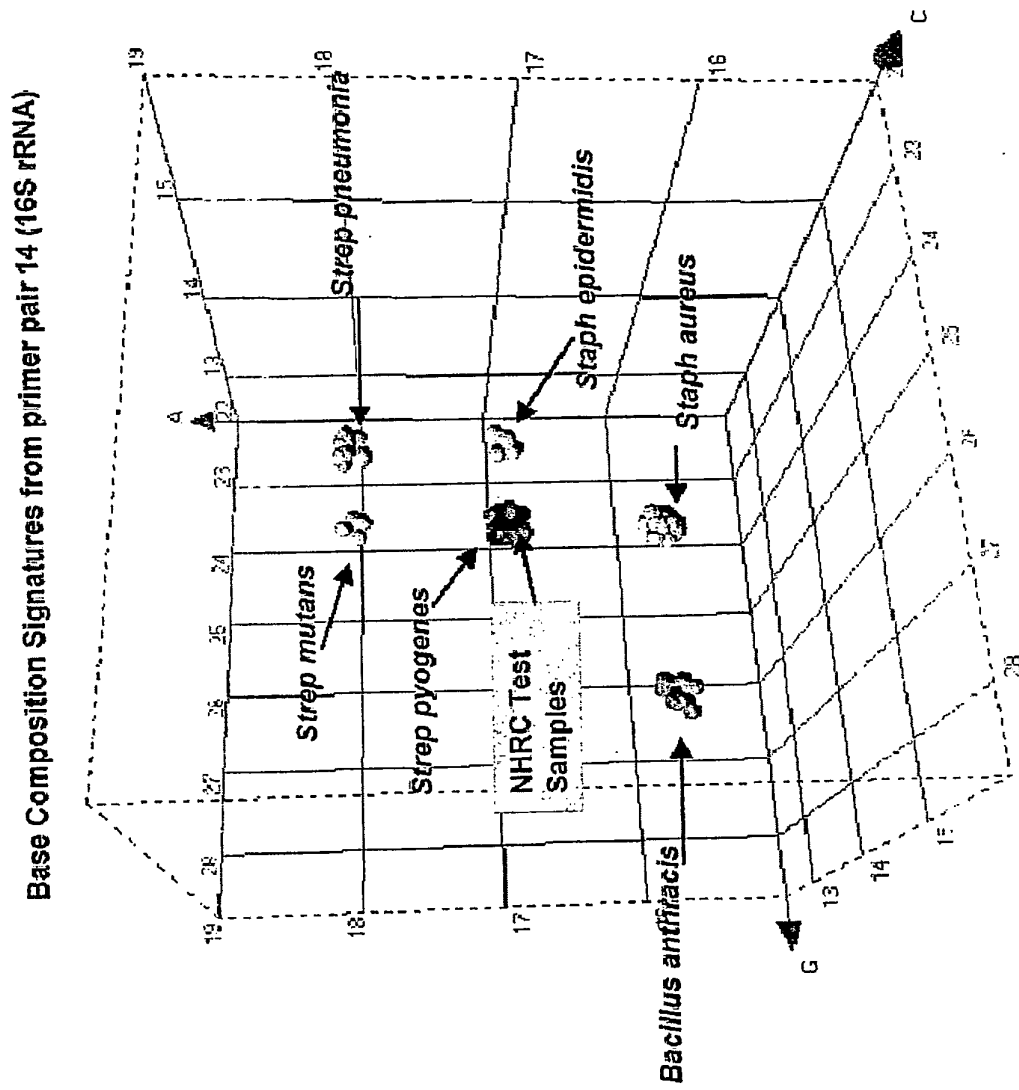 Base Composition Signatures from primer pair 14 (16S rRNA)
A
C
G
Strep pneumonia
Strep mutans
Staph epidermidis
Strep pyogenes
NHRC Test
Samples
Staph aureus
Bacillus anthracis
19
18
17
16
15
14
13
22
23
24
25
26
27
28
19
18
17
13
14
15
23
24
25
26
27
28